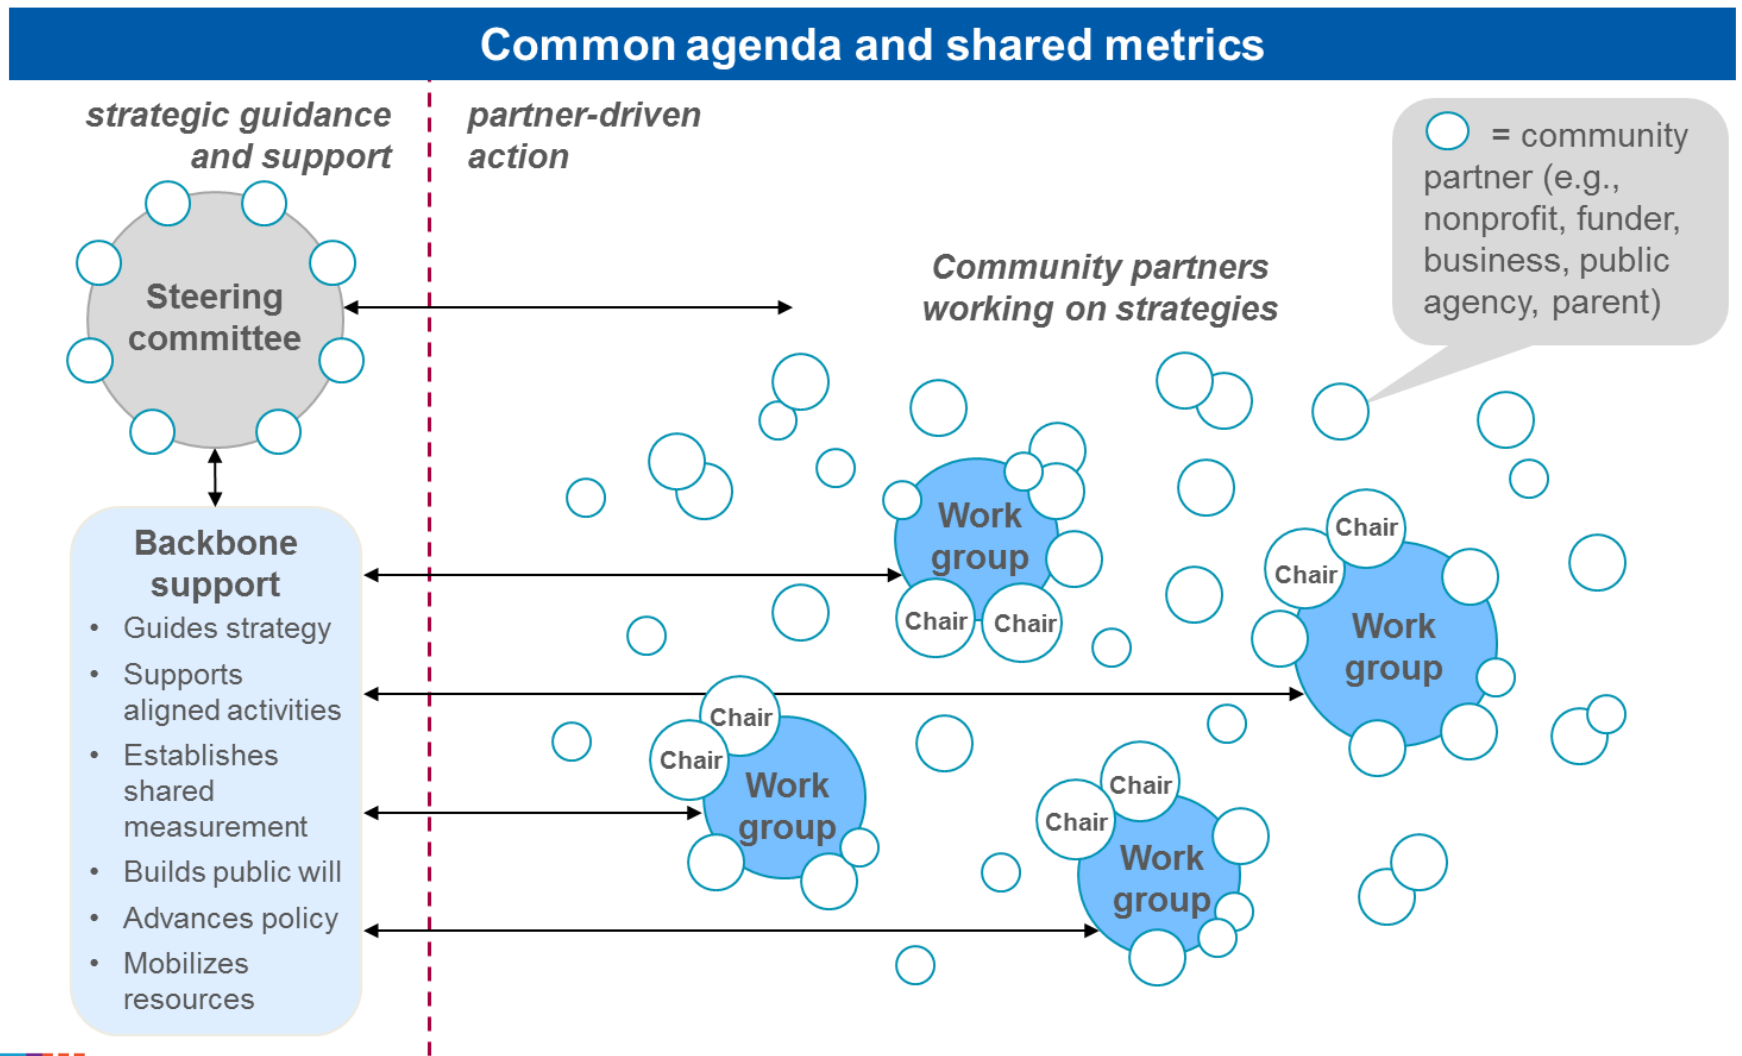 Common agenda and shared metrics
strategic guidance
and support
partner-driven
action
= community
partner (e.g.,
nonprofit, funder,
business, public
agency, parent)
Steering
committee
Community partners
working on strategies
Backbone
support
• Guides strategy
• Supports
aligned activities
• Establishes
shared
measurement
• Builds public will
• Advances policy
• Mobilizes
resources
Work
group
Chair
Chair
Chair
Chair
Work
group
Chair
Chair
Work
group
Chair
Chair
Work
group